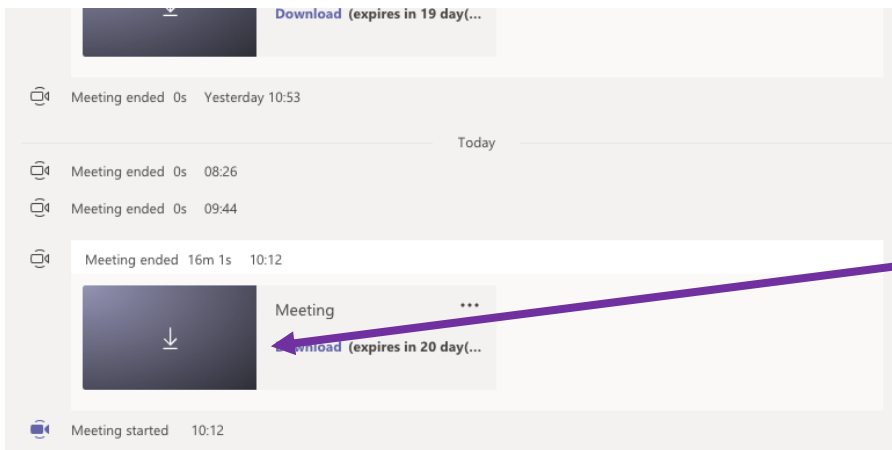 Download (expires in 19 day(...
Meeting ended 0s Yesterday 10:53
Today
Meeting ended 0s 08:26
Meeting ended 0s 09:44
Meeting ended 16m 1s 10:12
Meeting ...
Download (expires in 20 day(...
Meeting started 10:12